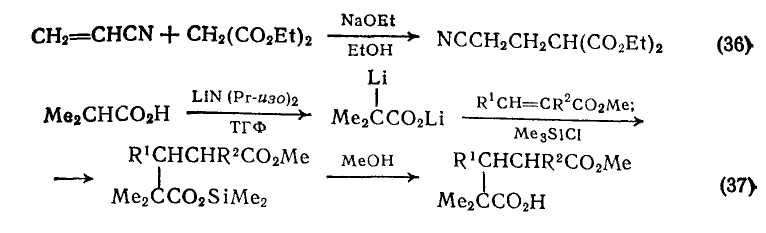 NaOEt
CH₂=CHCN + CH₂(CO₂Et)₂ → NCCH₂CH₂CH(CO₂Et)₂ (36)
EtOH
Li
LiN (Pr-изо)₂ | R¹CH=CR²CO₂Me;
Me₂CHCO₂H → Me₂CCO₂Li →
ТГФ Me₃SiCl
R¹CHCHR²CO₂Me MeOH R¹CHCHR²CO₂Me
→ | → | (37)
Me₂CCO₂SiMe₂ Me₂CCO₂H